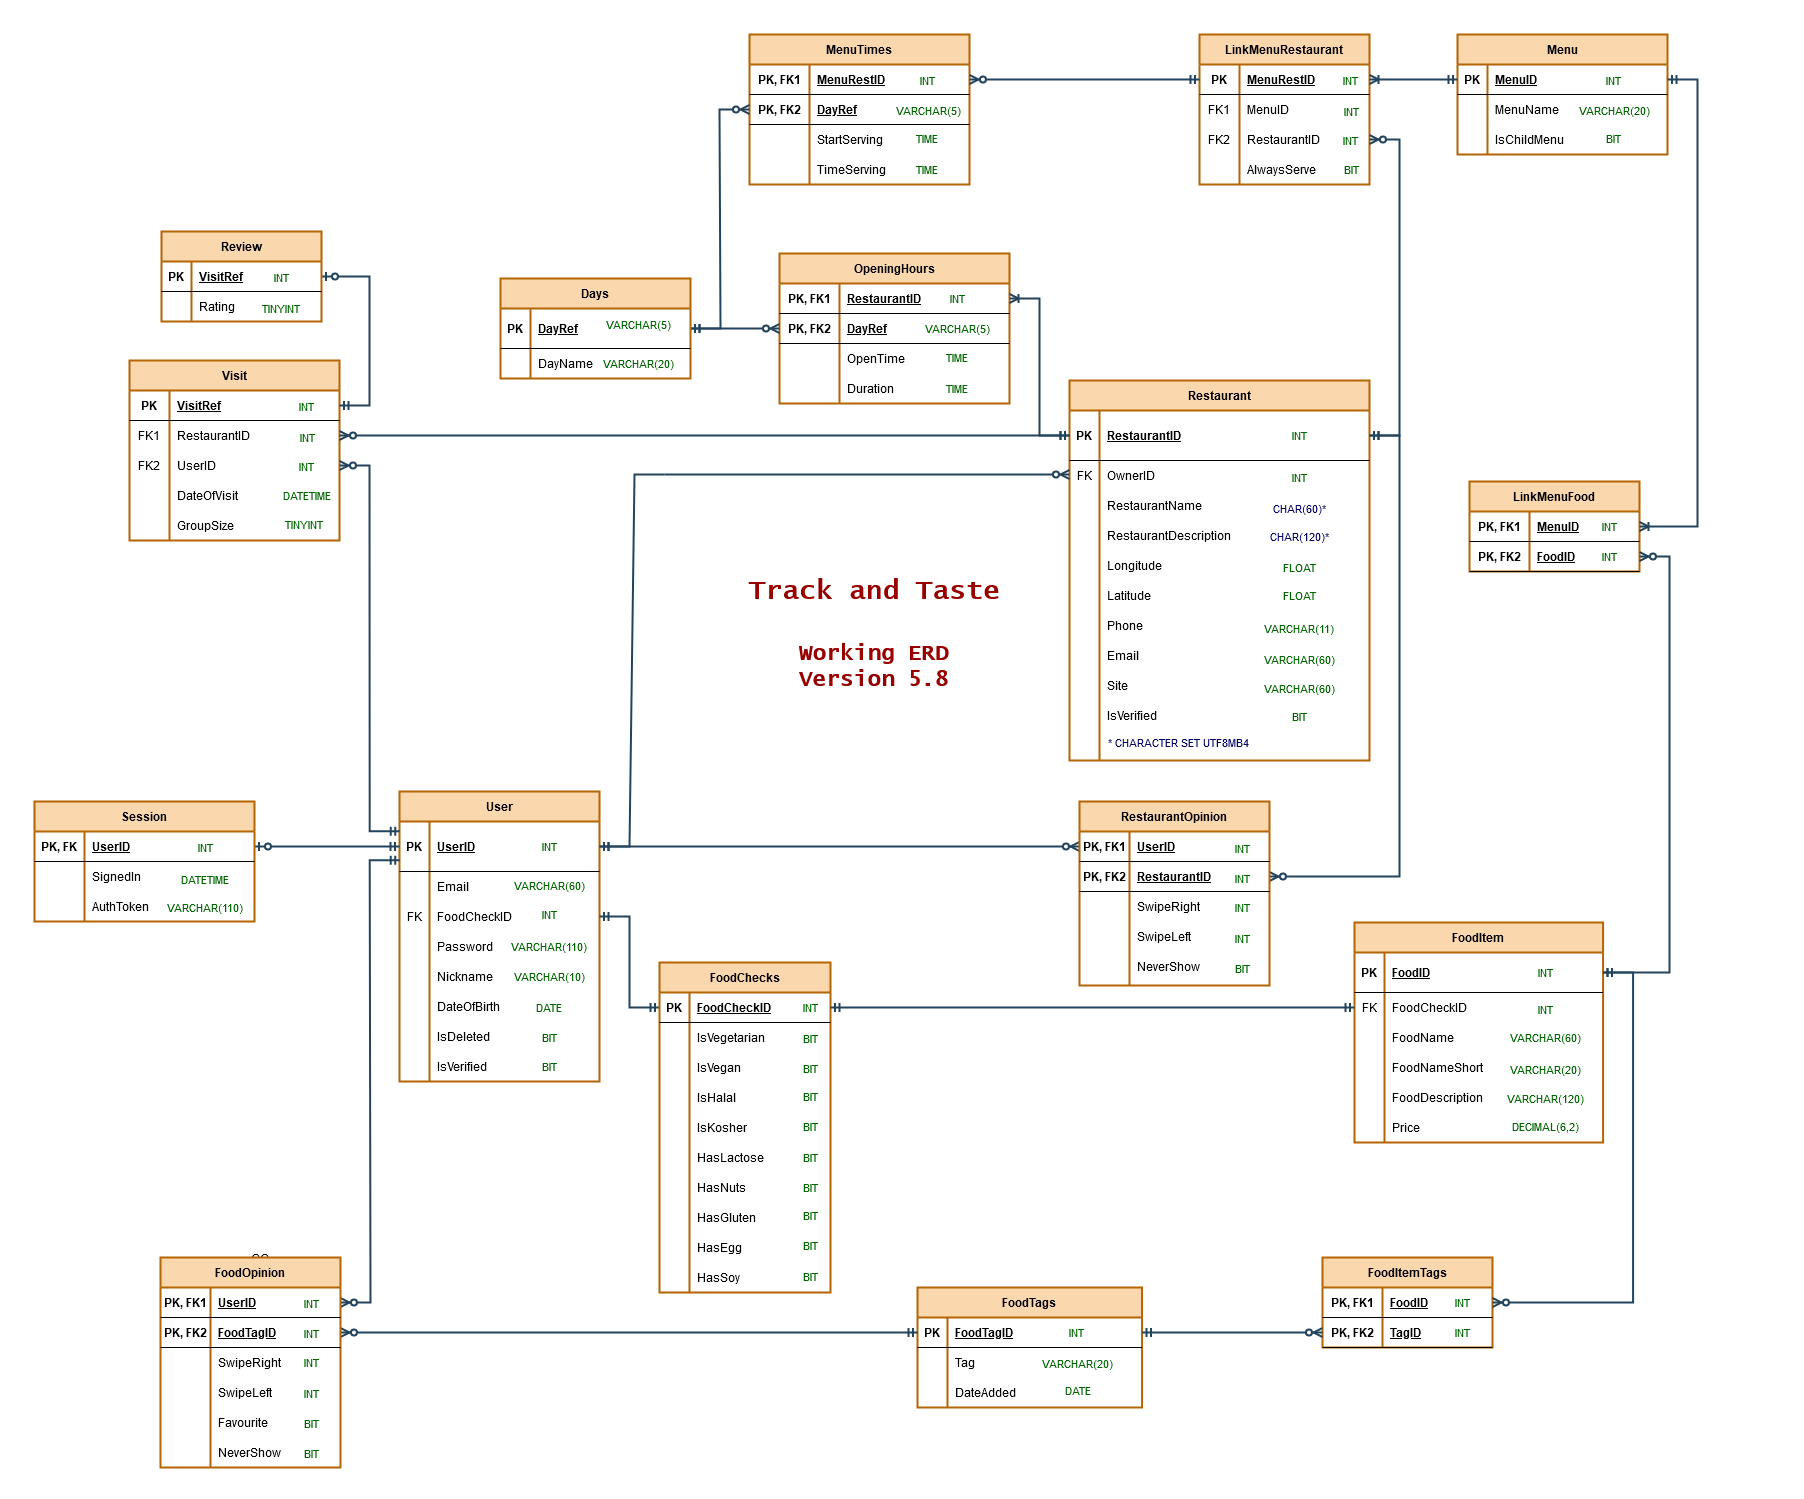 MenuTimes
PK, FK1 MenuRestID INT
PK, FK2 DayRef VARCHAR(5)
StartServing TIME
TimeServing TIME
LinkMenuRestaurant
PK MenuRestID INT
FK1 MenuID INT
FK2 RestaurantID INT
AlwaysServe BIT
Menu
PK MenuID INT
MenuName VARCHAR(20)
IsChildMenu BIT
Review
PK VisitRef INT
Rating TINYINT
Days
PK DayRef VARCHAR(5)
DayName VARCHAR(20)
OpeningHours
PK, FK1 RestaurantID INT
PK, FK2 DayRef VARCHAR(5)
OpenTime TIME
Duration TIME
Visit
PK VisitRef INT
FK1 RestaurantID INT
FK2 UserID INT
DateOfVisit DATETIME
GroupSize TINYINT
Restaurant
PK RestaurantID INT
FK OwnerID INT
RestaurantName CHAR(60)*
RestaurantDescription CHAR(120)*
Longitude FLOAT
Latitude FLOAT
Phone VARCHAR(11)
Email VARCHAR(60)
Site VARCHAR(60)
IsVerified BIT
* CHARACTER SET UTF8MB4
LinkMenuFood
PK, FK1 MenuID INT
PK, FK2 FoodID INT
Track and Taste
Working ERD
Version 5.8
Session
PK, FK UserID INT
SignedIn DATETIME
AuthToken VARCHAR(110)
User
PK UserID INT
Email VARCHAR(60)
FK FoodCheckID INT
Password VARCHAR(110)
Nickname VARCHAR(10)
DateOfBirth DATE
IsDeleted BIT
IsVerified BIT
RestaurantOpinion
PK, FK1 UserID INT
PK, FK2 RestaurantID INT
SwipeRight INT
SwipeLeft INT
NeverShow BIT
FoodChecks
PK FoodCheckID INT
IsVegetarian BIT
IsVegan BIT
IsHalal BIT
IsKosher BIT
HasLactose BIT
HasNuts BIT
HasGluten BIT
HasEgg BIT
HasSoy BIT
FoodItem
PK FoodID INT
FK FoodCheckID INT
FoodName VARCHAR(60)
FoodNameShort VARCHAR(20)
FoodDescription VARCHAR(120)
Price DECIMAL(6,2)
FoodOpinion
PK, FK1 UserID INT
PK, FK2 FoodTagID INT
SwipeRight INT
SwipeLeft INT
Favourite BIT
NeverShow BIT
FoodTags
PK FoodTagID INT
Tag VARCHAR(20)
DateAdded DATE
FoodItemTags
PK, FK1 FoodID INT
PK, FK2 TagID INT